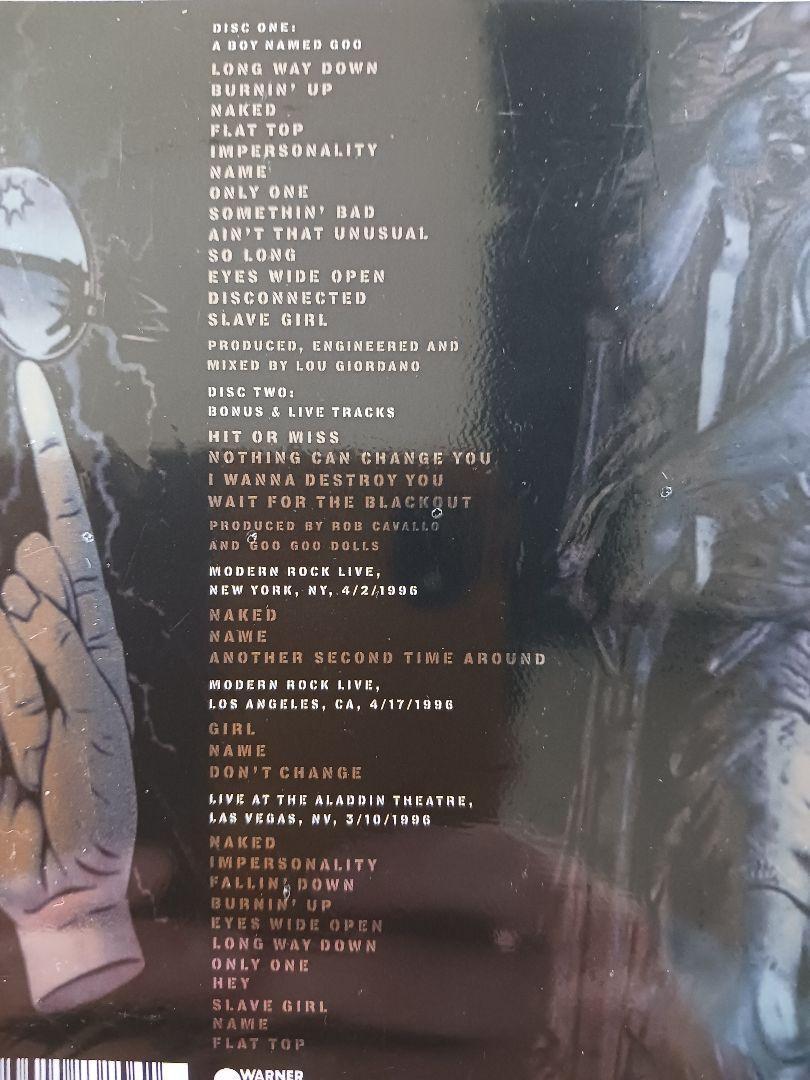 DISC ONE:
A BOY NAMED GOO
LONG WAY DOWN
BURNIN' UP
NAKED
FLAT TOP
IMPERSONALITY
NAME
ONLY ONE
SOMETHIN' BAD
AIN'T THAT UNUSUAL
SO LONG
EYES WIDE OPEN
DISCONNECTED
SLAVE GIRL
PRODUCED, ENGINEERED AND
MIXED BY LOU GIORDANO
DISC TWO:
BONUS & LIVE TRACKS
HIT OR MISS
NOTHING CAN CHANGE YOU
I WANNA DESTROY YOU
WAIT FOR THE BLACKOUT
PRODUCED BY ROB CAVALLO
AND GOO GOO DOLLS
MODERN ROCK LIVE,
NEW YORK, NY, 4/2/1996
NAKED
NAME
ANOTHER SECOND TIME AROUND
MODERN ROCK LIVE,
LOS ANGELES, CA, 4/17/1996
GIRL
NAME
DON'T CHANGE
LIVE AT THE ALADDIN THEATRE,
LAS VEGAS, NV, 3/10/1996
NAKED
IMPERSONALITY
FALLIN' DOWN
BURNIN' UP
EYES WIDE OPEN
LONG WAY DOWN
ONLY ONE
HEY
SLAVE GIRL
NAME
FLAT TOP
WARNER